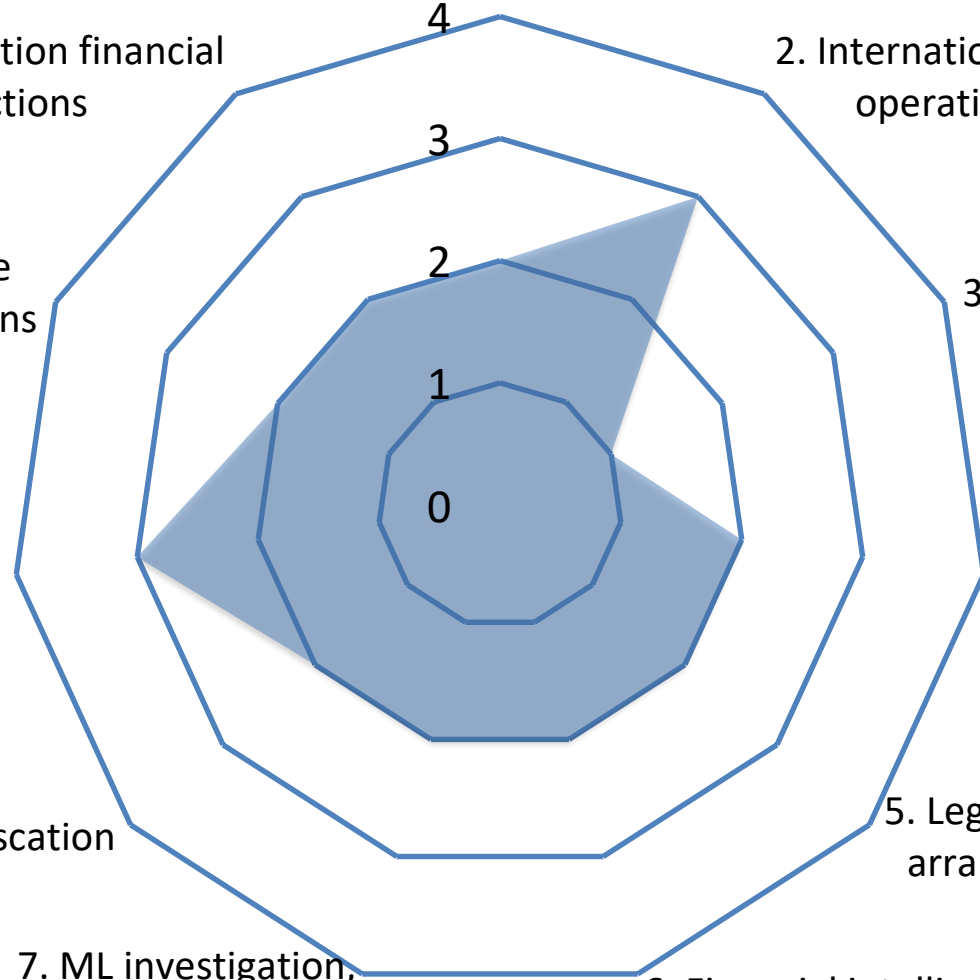 4
tion financial
ctions
2. Internatio
operati
3
2
e
ns
3
1
0
scation
5. Leg
arra
7. ML investigation,